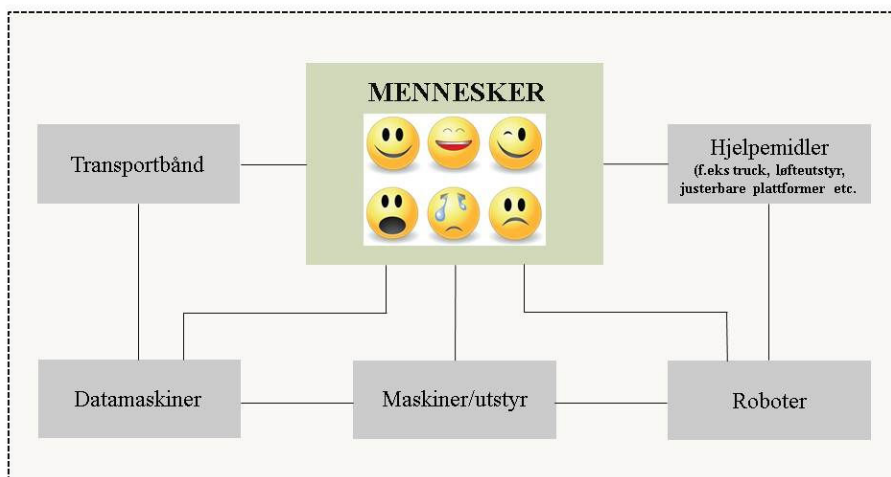 MENNESKER
Transportbånd
Hjelpemidler
(f.eks truck, løfteutstyr,
justerbare plattformer etc.
Datamaskiner
Maskiner/utstyr
Roboter